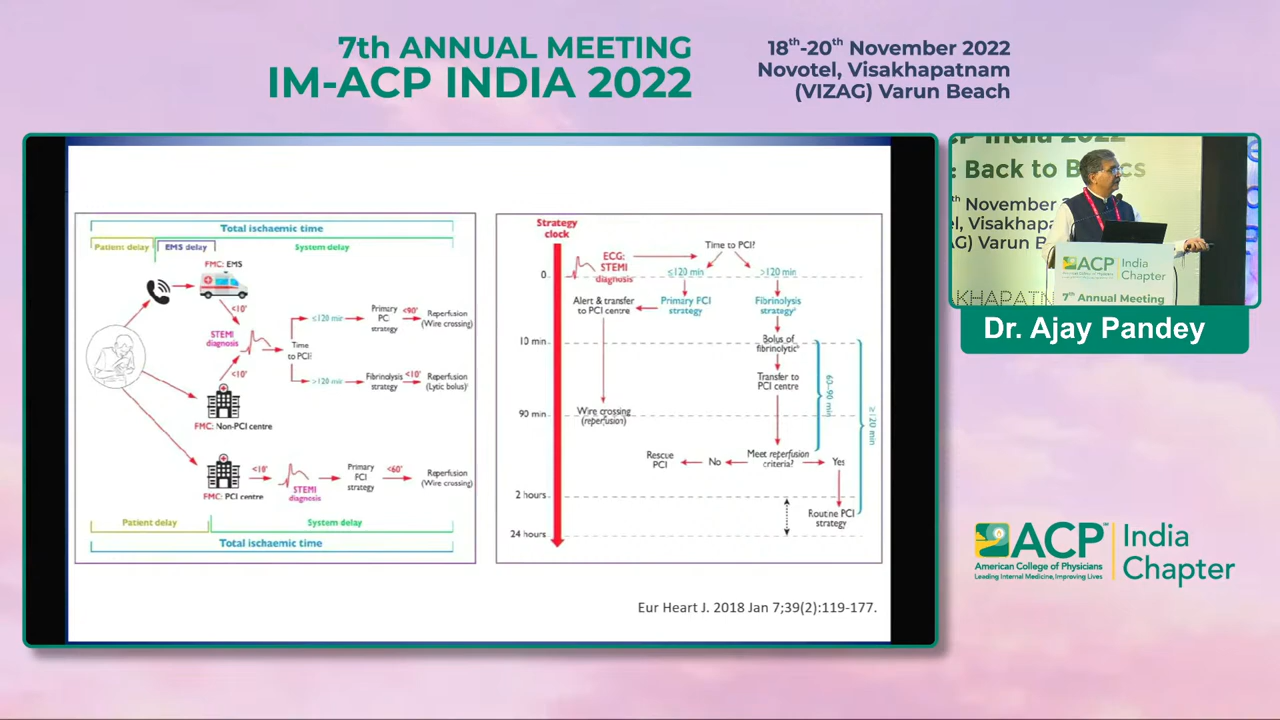 7th ANNUAL MEETING
IM-ACP INDIA 2022
18th-20th November 2022
Novotel, Visakhapatnam
(VIZAG) Varun Beach
Total ischaemic time
Patient delay
EMS delay
System delay
FMC: EMS
<10'
STEMI
diagnosis
<10'
Time
to PCI?
≤120 min
Primary
PCI
strategy
<90'
Reperfusion
(Wire crossing)
>120 min
Fibrinolysis
strategy
<10'
Reperfusion
(Lytic bolus)
FMC: Non-PCI centre
FMC: PCI centre
<10'
STEMI
diagnosis
Primary
PCI
strategy
<60'
Reperfusion
(Wire crossing)
Patient delay
System delay
Total ischaemic time
Strategy
clock
0
10 min
90 min
2 hours
24 hours
ECG:
STEMI
diagnosis
Time to PCI?
≤120 min
>120 min
Alert & transfer
to PCI centre
Primary PCI
strategy
Fibrinolysis
strategy
Bolus of
fibrinolytic
Transfer to
PCI centre
60–90 min
≥120 min
Wire crossing
(reperfusion)
Rescue
PCI
No
Meet reperfusion
criteria?
Yes
Routine PCI
strategy
Eur Heart J. 2018 Jan 7;39(2):119-177.
India 2022
: Back to
th November
Visakhapa
Varun B
KHAPATN
ACP
India
Chapter
7th Annual Meeting
Dr. Ajay Pandey
ACP
American College of Physicians
Leading Internal Medicine, Improving Lives
India
Chapter